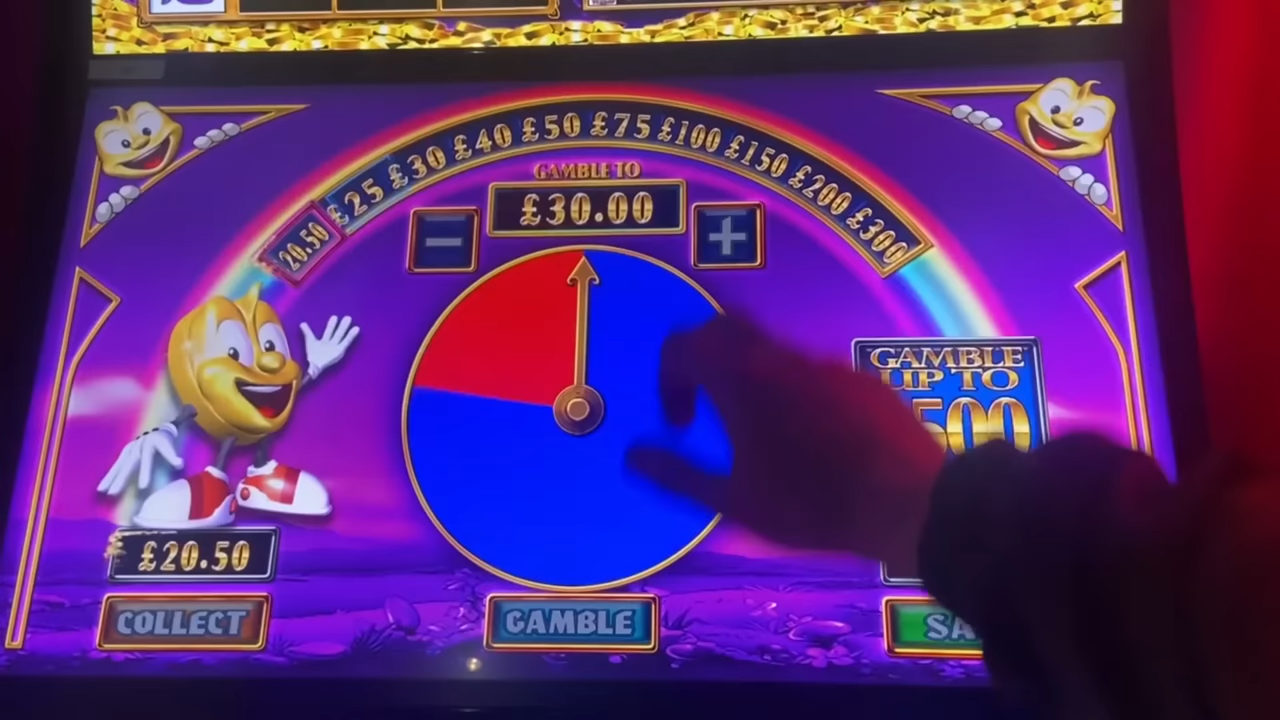 20.50 £25 £30 £40 £50 £75 £100 £150 £200 £300
GAMBLE TO
£30.00
−
+
GAMBLE
UP TO
500
£20.50
COLLECT
GAMBLE